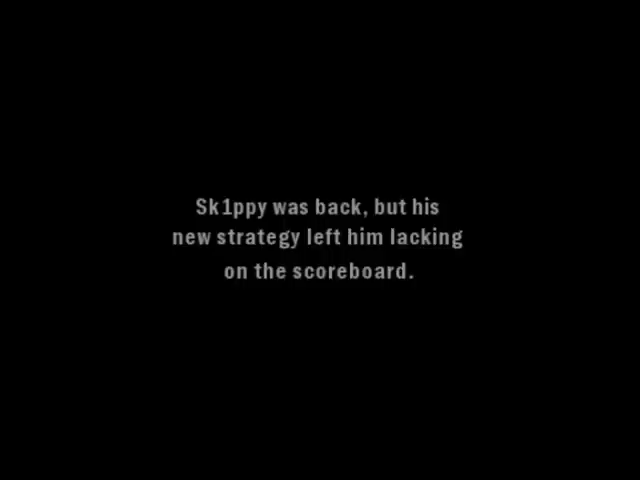 Sk1ppy was back, but his
new strategy left him lacking
on the scoreboard.